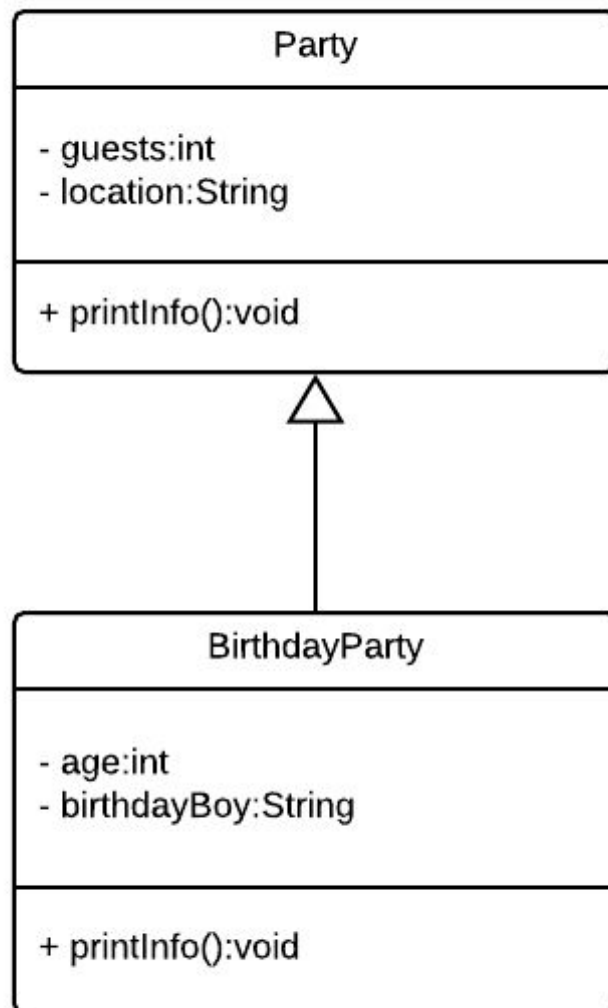 Party
- guests:int
- location:String
+ printInfo():void
BirthdayParty
- age:int
- birthdayBoy:String
+ printInfo():void